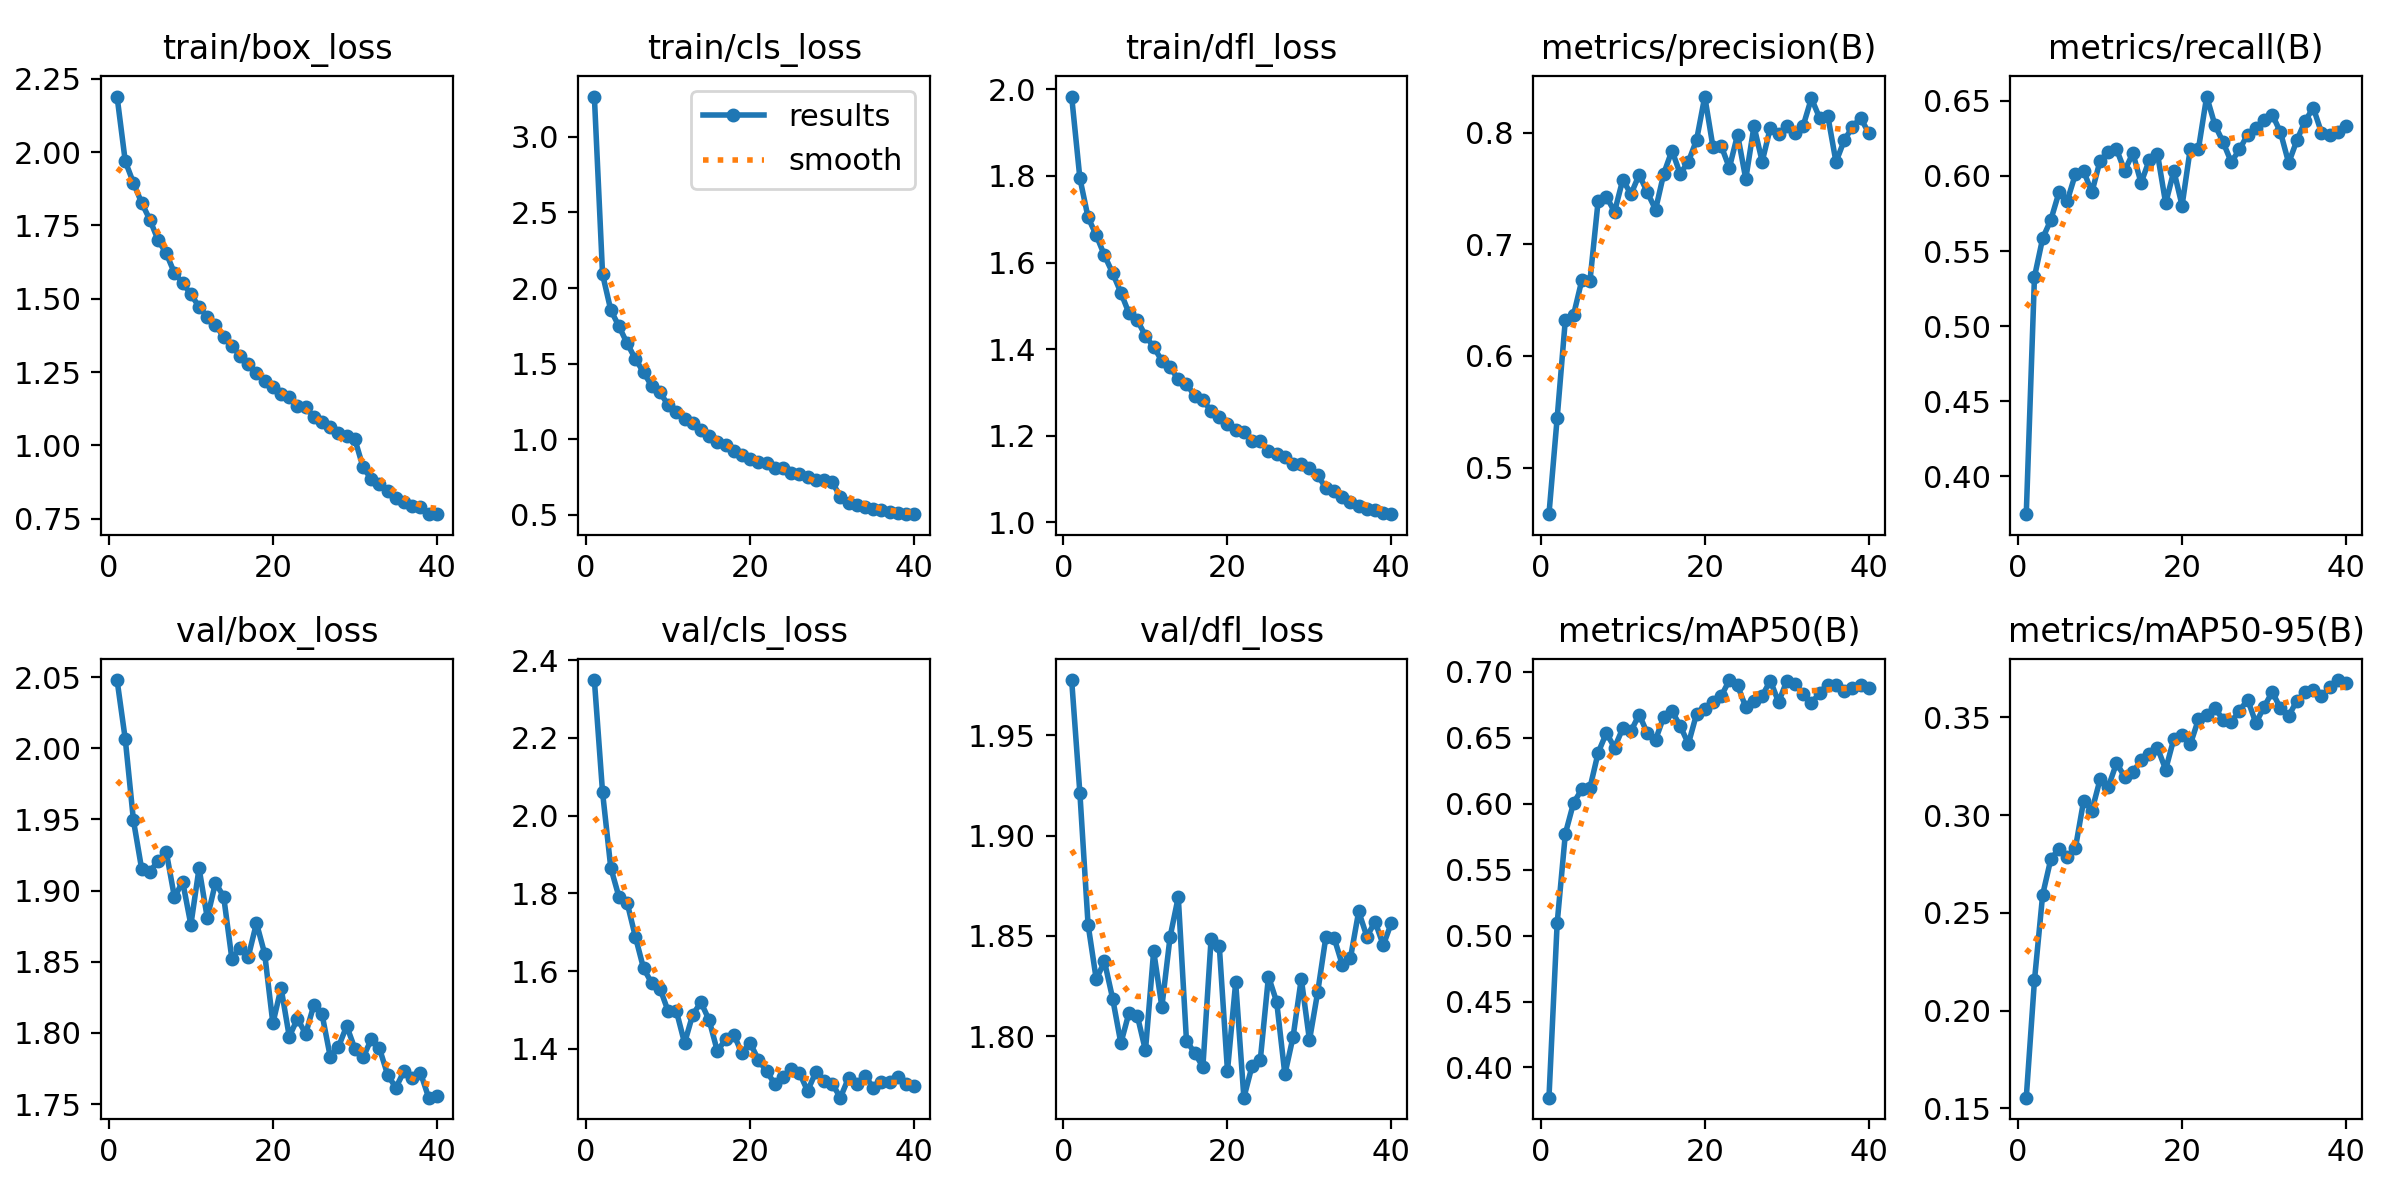 train/box_loss
2.25
2.00
1.75
1.50
1.25
1.00
0.75
0 20 40
train/cls_loss
results
smooth
3.0
2.5
2.0
1.5
1.0
0.5
0 20 40
train/dfl_loss
2.0
1.8
1.6
1.4
1.2
1.0
0 20 40
metrics/precision(B)
0.8
0.7
0.6
0.5
0 20 40
metrics/recall(B)
0.65
0.60
0.55
0.50
0.45
0.40
0 20 40
val/box_loss
2.05
2.00
1.95
1.90
1.85
1.80
1.75
0 20 40
val/cls_loss
2.4
2.2
2.0
1.8
1.6
1.4
0 20 40
val/dfl_loss
1.95
1.90
1.85
1.80
0 20 40
metrics/mAP50(B)
0.70
0.65
0.60
0.55
0.50
0.45
0.40
0 20 40
metrics/mAP50-95(B)
0.35
0.30
0.25
0.20
0.15
0 20 40